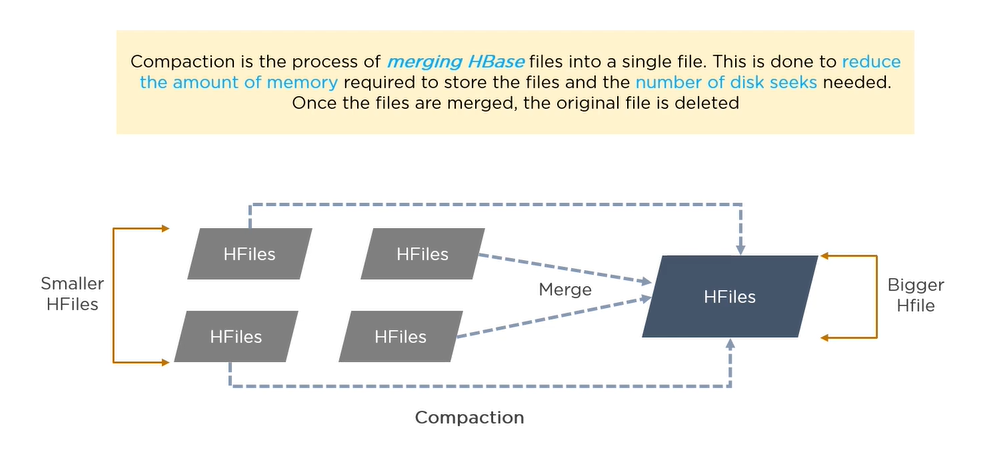 Compaction is the process of merging HBase files into a single file. This is done to reduce
the amount of memory required to store the files and the number of disk seeks needed.
Once the files are merged, the original file is deleted
HFiles
HFiles
Smaller
HFiles
Merge
HFiles
Bigger
Hfile
HFiles
HFiles
Compaction